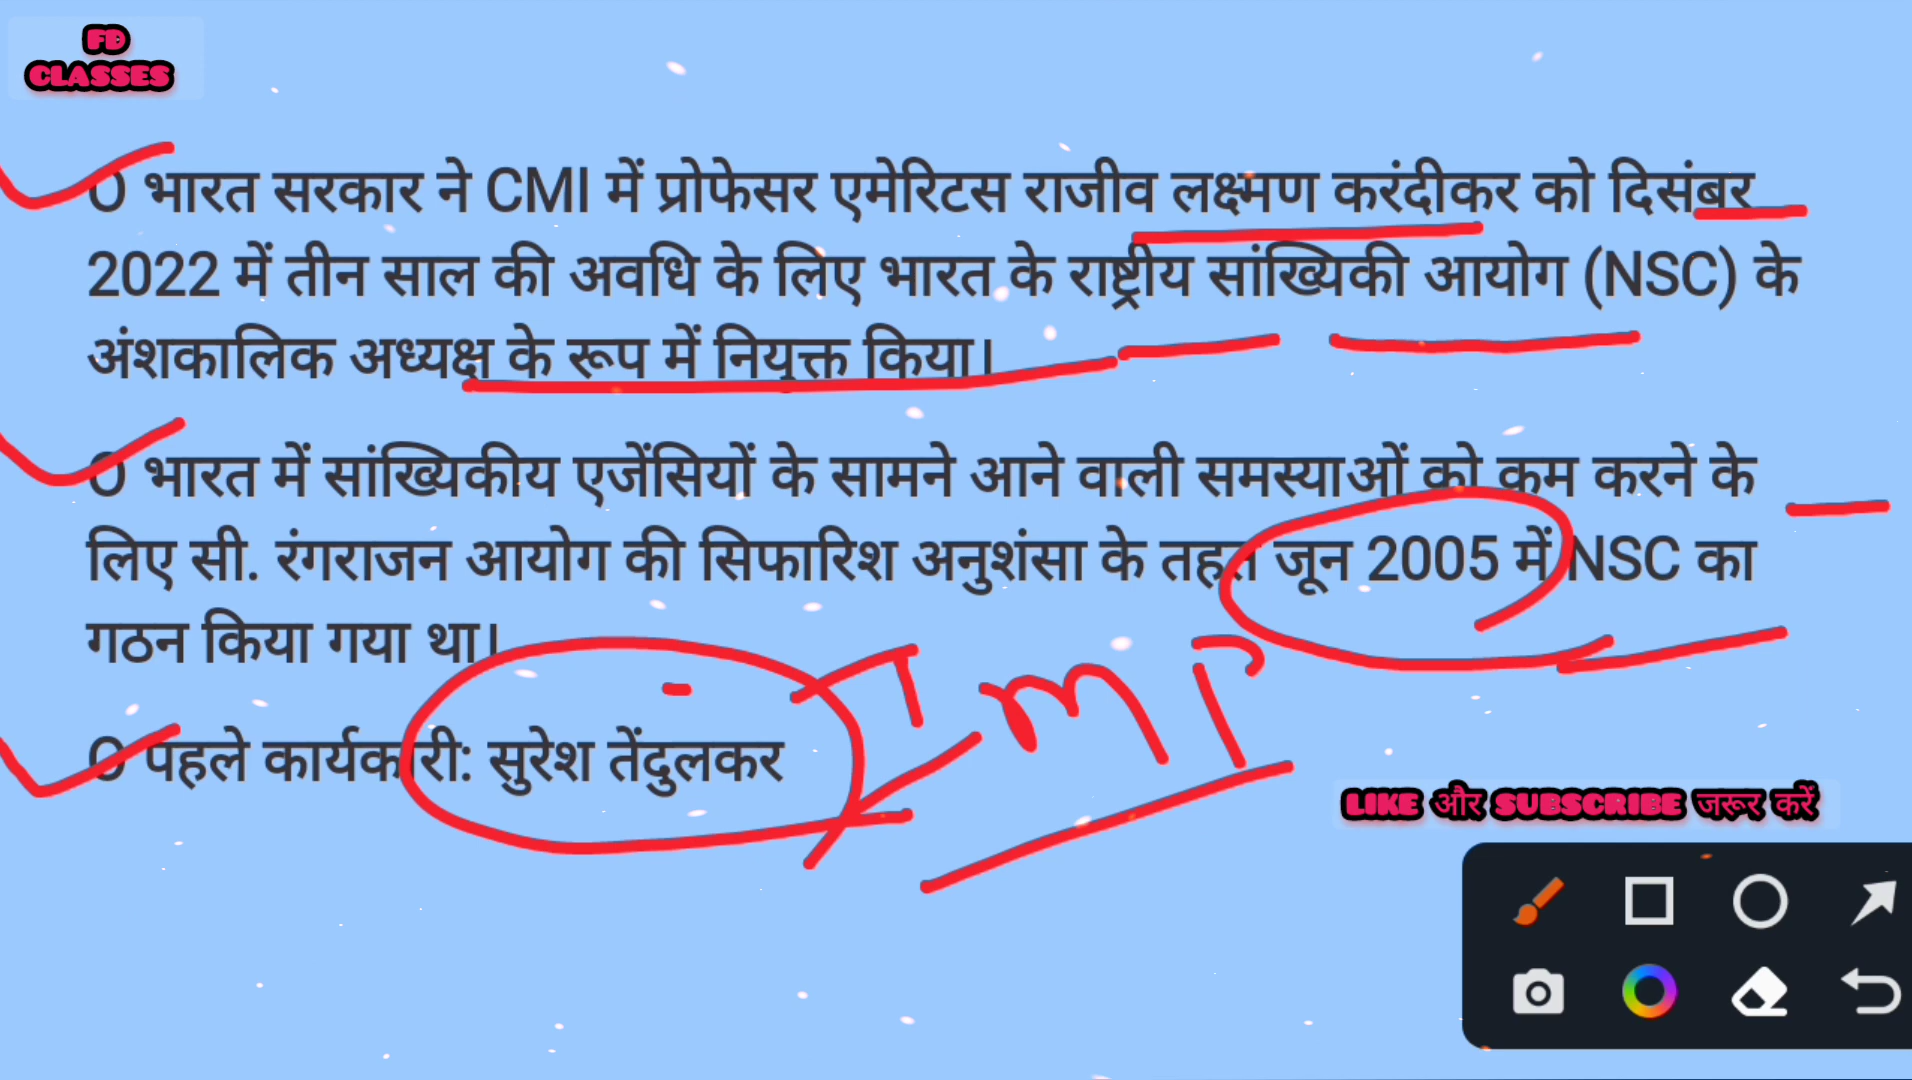 FD
CLASSES
O भारत सरकार ने CMI में प्रोफेसर एमेरिटस राजीव लक्ष्मण करंदीकर को दिसंबर
2022 में तीन साल की अवधि के लिए भारत के राष्ट्रीय सांख्यिकी आयोग (NSC) के
अंशकालिक अध्यक्ष के रूप में नियुक्त किया।
O भारत में सांख्यिकीय एजेंसियों के सामने आने वाली समस्याओं को कम करने के
लिए सी. रंगराजन आयोग की सिफारिश अनुशंसा के तहत जून 2005 में NSC का
गठन किया गया था।
IMP
O पहले कार्यकारी: सुरेश तेंदुलकर
LIKE और SUBSCRIBE जरूर करें